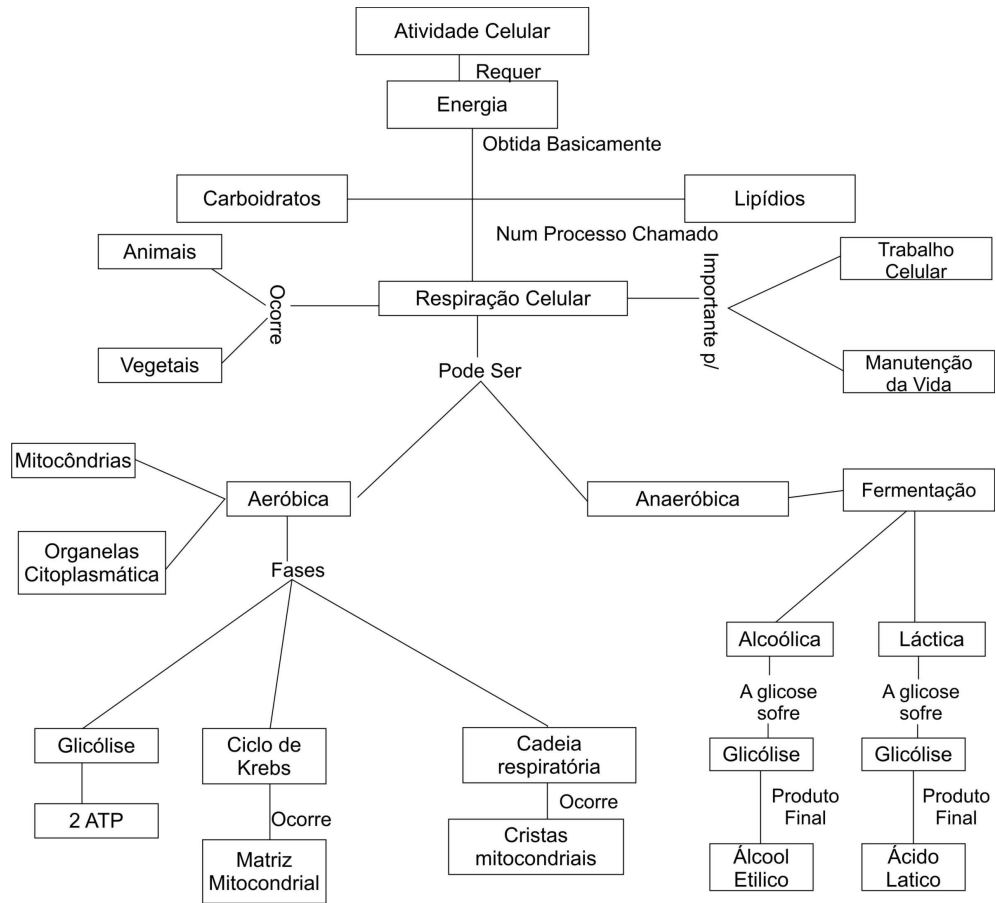 Atividade Celular
Requer
Energia
Obtida Basicamente
Carboidratos
Lipídios
Num Processo Chamado
Animais
Ocorre
Vegetais
Respiração Celular
Importante p/
Trabalho
Celular
Manutenção
da Vida
Pode Ser
Mitocôndrias
Organelas
Citoplasmática
Aeróbica
Anaeróbica
Fermentação
Fases
Glicólise
2 ATP
Ciclo de
Krebs
Ocorre
Matriz
Mitocondrial
Cadeia
respiratória
Ocorre
Cristas
mitocondriais
Alcoólica
A glicose
sofre
Glicólise
Produto
Final
Álcool
Etilico
Láctica
A glicose
sofre
Glicólise
Produto
Final
Ácido
Latico